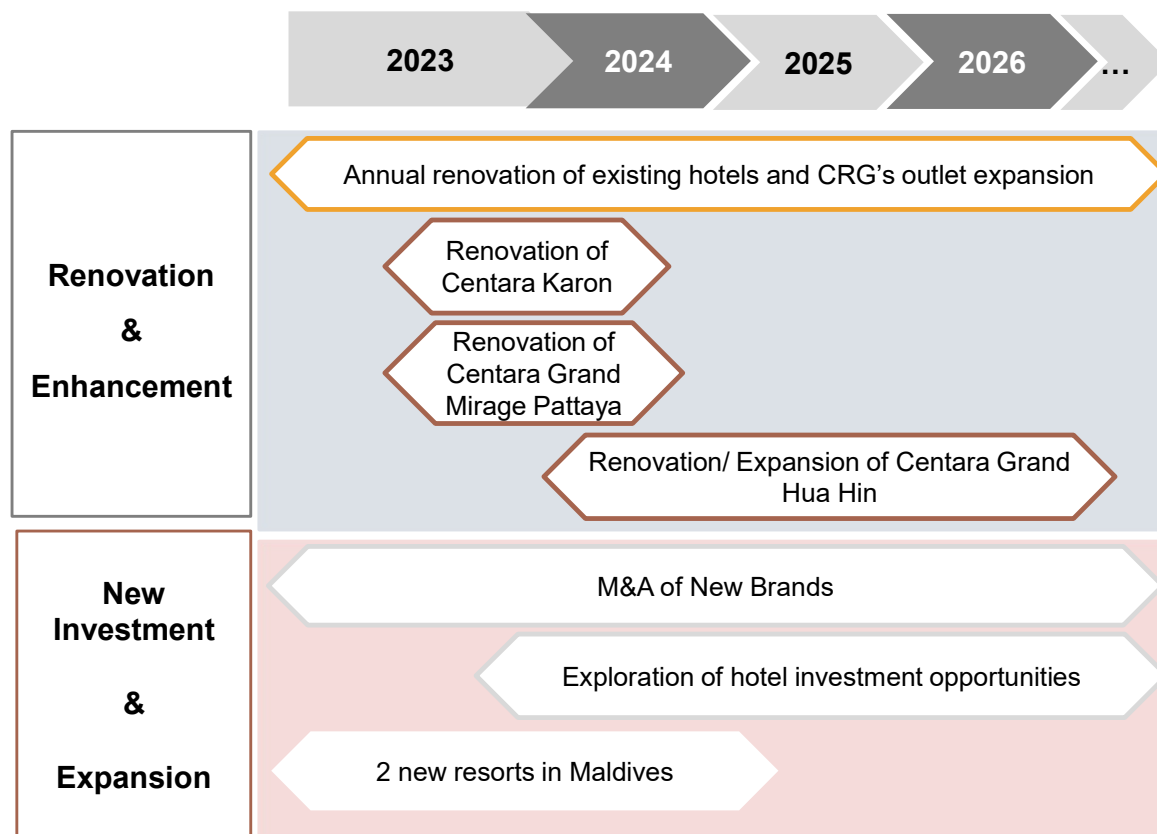 2023
2024
2025
2026
...
Renovation
&
Enhancement
Annual renovation of existing hotels and CRG’s outlet expansion
Renovation of
Centara Karon
Renovation of
Centara Grand
Mirage Pattaya
Renovation/ Expansion of Centara Grand
Hua Hin
New
Investment
&
Expansion
M&A of New Brands
Exploration of hotel investment opportunities
2 new resorts in Maldives